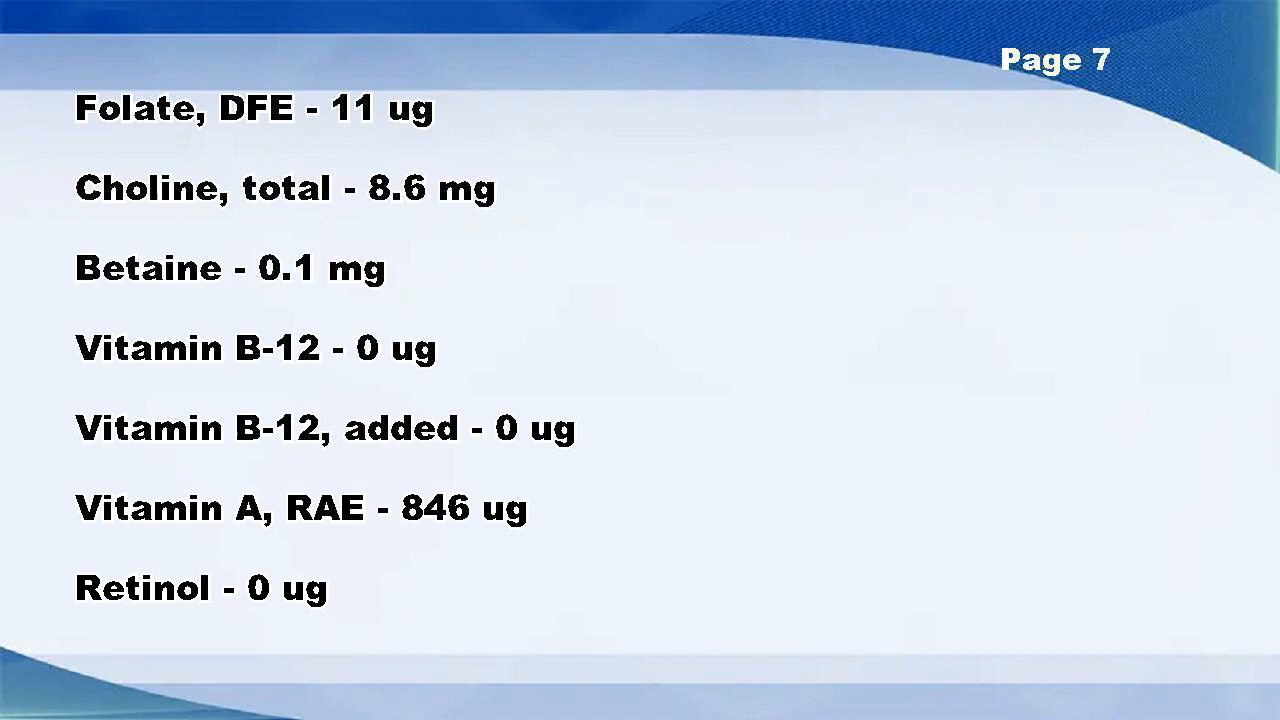 Page 7
Folate, DFE - 11 ug
Choline, total - 8.6 mg
Betaine - 0.1 mg
Vitamin B-12 - 0 ug
Vitamin B-12, added - 0 ug
Vitamin A, RAE - 846 ug
Retinol - 0 ug